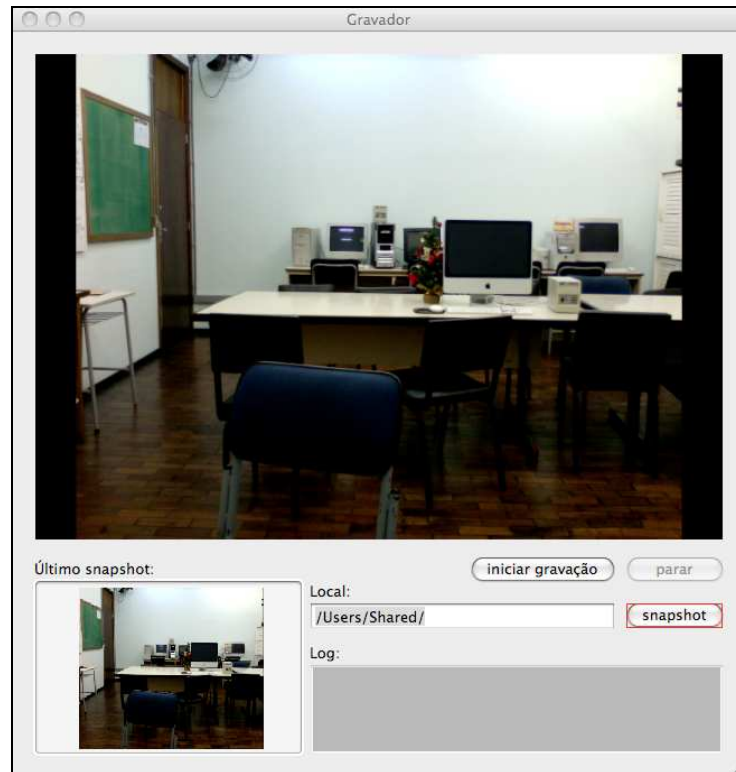 Gravador
Último snapshot:
iniciar gravação
parar
Local:
/Users/Shared/
snapshot
Log: